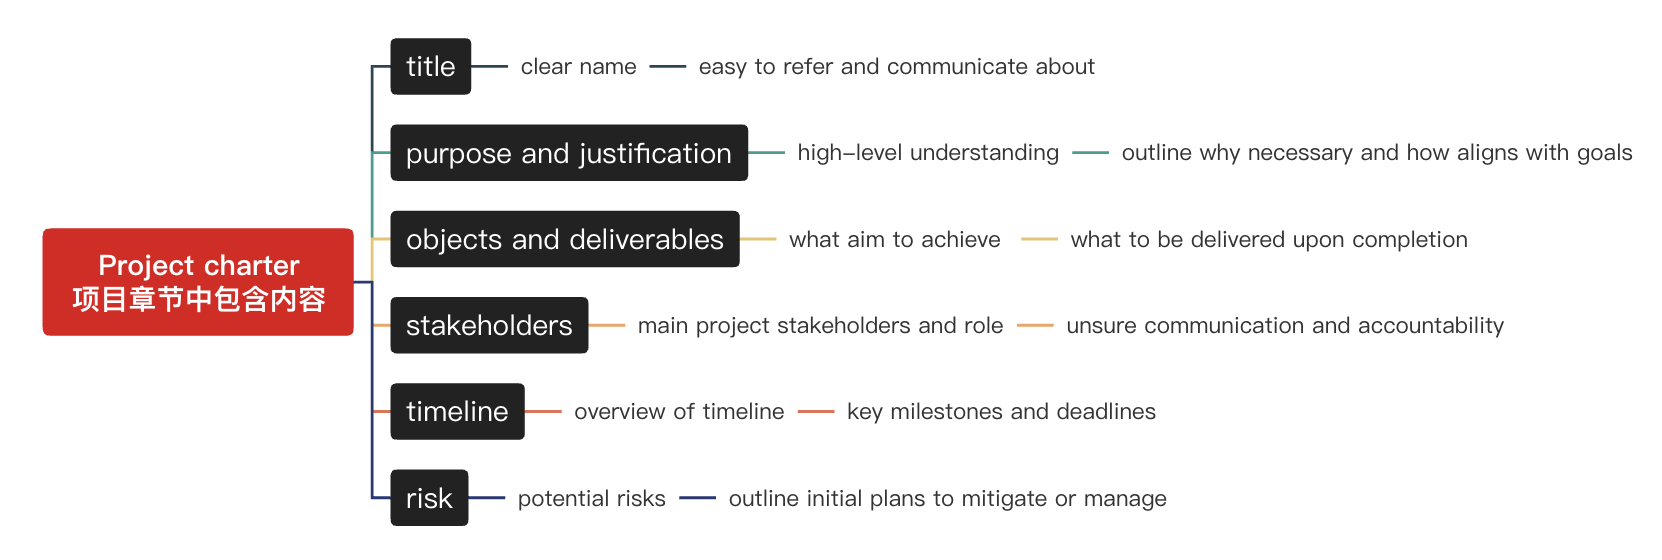 title
clear name
easy to refer and communicate about
purpose and justification
high-level understanding
outline why necessary and how aligns with goals
objects and deliverables
what aim to achieve
what to be delivered upon completion
Project charter
项目章节中包含内容
stakeholders
main project stakeholders and role
unsure communication and accountability
timeline
overview of timeline
key milestones and deadlines
risk
potential risks
outline initial plans to mitigate or manage